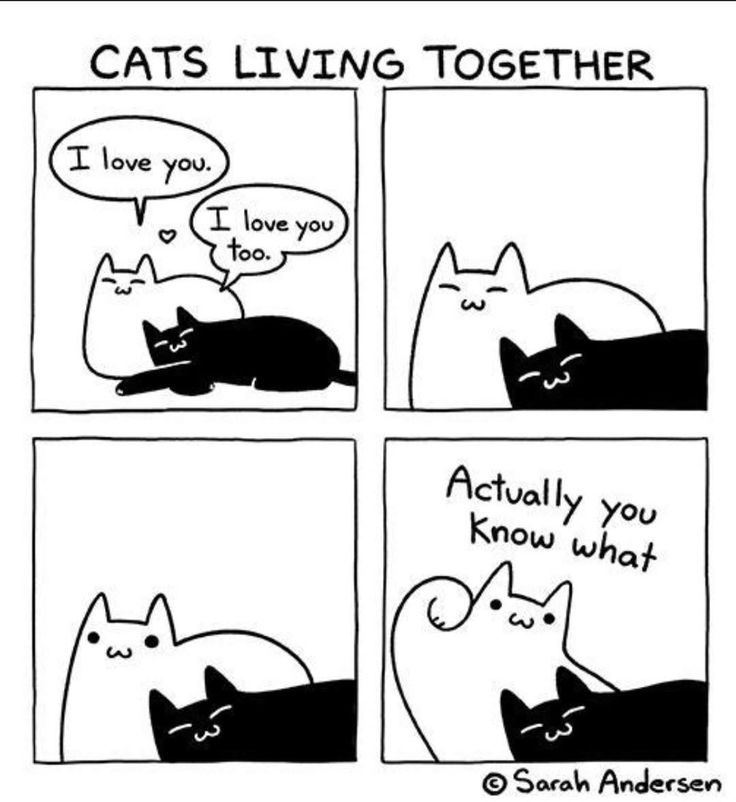 CATS LIVING TOGETHER
I love you.
I love you
too.
Actually you
know what
© Sarah Andersen